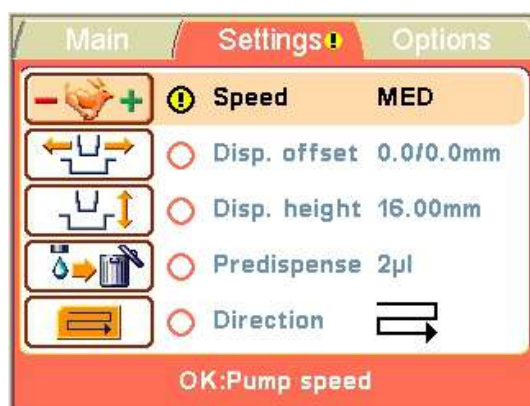 Main Settings Options
Speed MED
Disp. offset 0.0/0.0mm
Disp. height 16.00mm
Predispense 2µl
Direction
OK:Pump speed